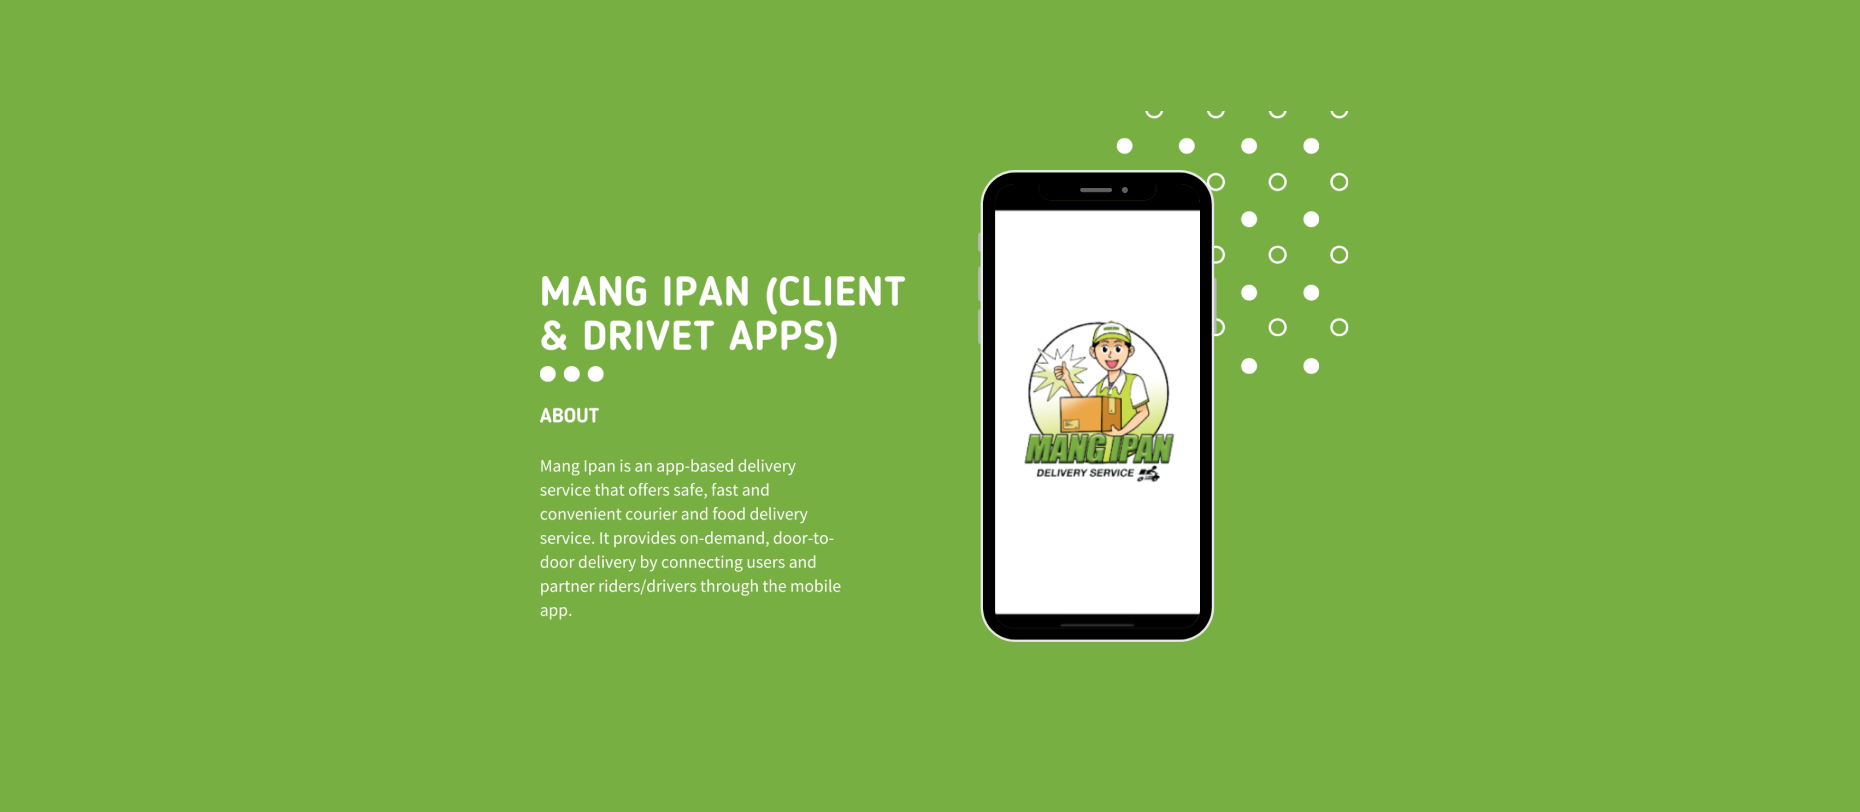 MANG IPAN (CLIENT
& DRIVET APPS)
ABOUT
Mang Ipan is an app-based delivery
service that offers safe, fast and
convenient courier and food delivery
service. It provides on-demand, door-to-
door delivery by connecting users and
partner riders/drivers through the mobile
app.
MANG IPAN
DELIVERY SERVICE